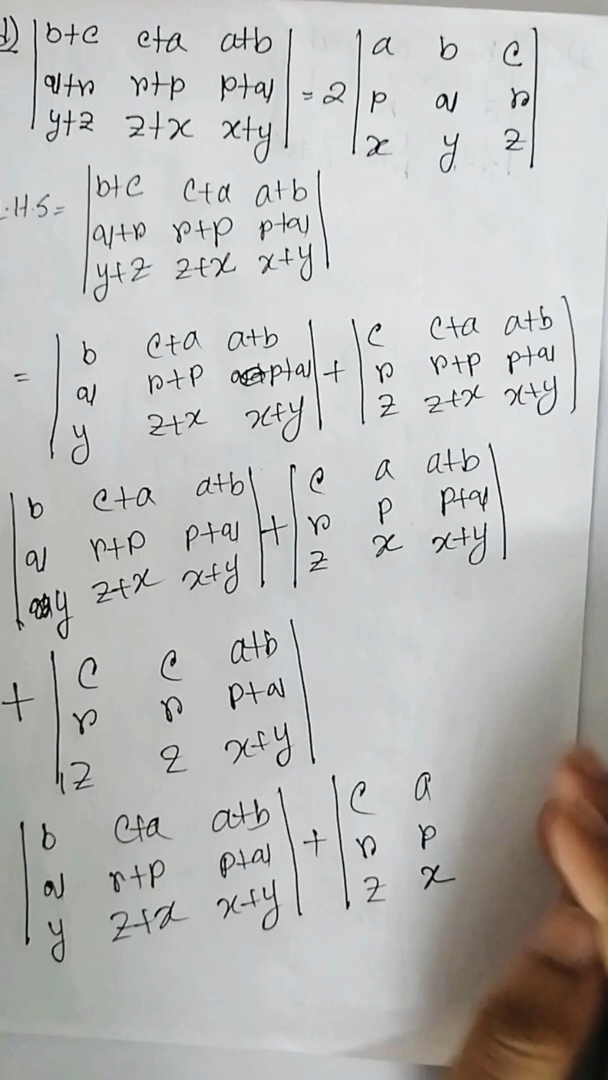 d) | b+c c+a a+b | = 2 | a b c |
| q+r r+p p+q | | p q r |
| y+z z+x x+y | | x y z |
.H.S = | b+c c+a a+b |
| q+r r+p p+q |
| y+z z+x x+y |
= | b c+a a+b | + | c c+a a+b |
| q r+p p+q | | r r+p p+q |
| y z+x x+y | | z z+x x+y |
| b c+a a+b | + | c a a+b |
| q r+p p+q | | r p p+q |
| y z+x x+y | | z x x+y |
+ | c c a+b |
| r r p+q |
| z z x+y |
| b c+a a+b | + | c a
| q r+p p+q | | r p
| y z+x x+y | | z x